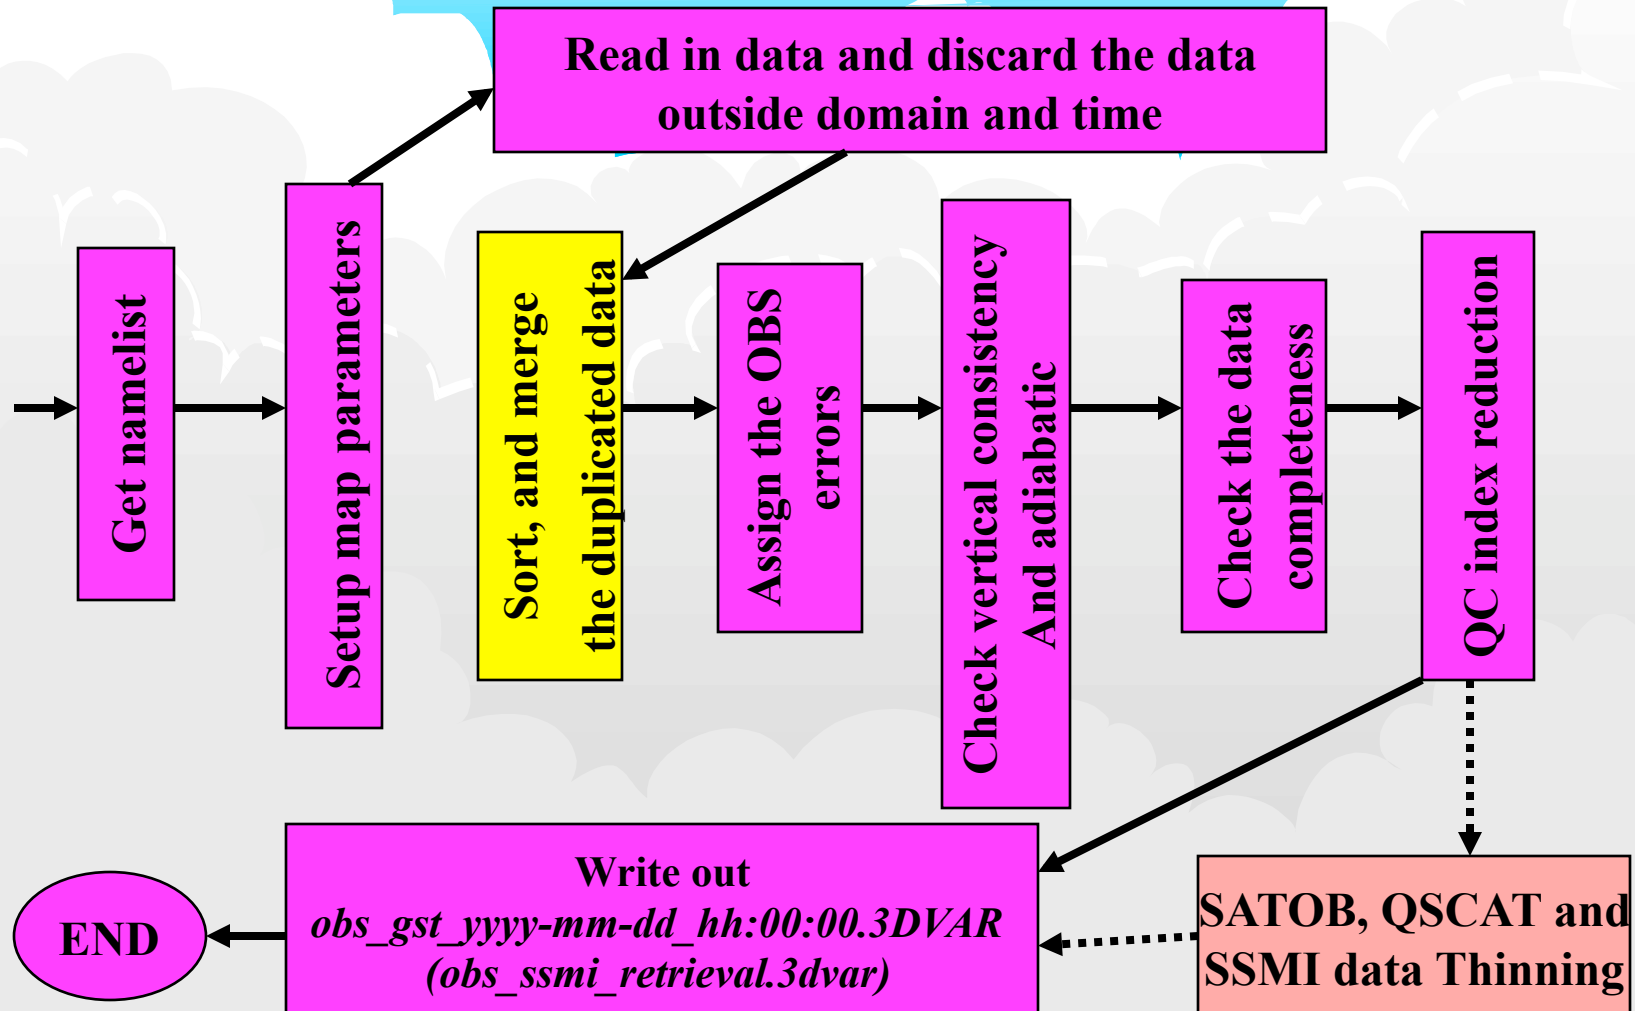 Read in data and discard the data
outside domain and time
Get namelist
Setup map parameters
Sort, and merge
the duplicated data
Assign the OBS
errors
Check vertical consistency
And adiabatic
Check the data
completeness
QC index reduction
Write out
obs_gst_yyyy-mm-dd_hh:00:00.3DVAR
(obs_ssmi_retrieval.3dvar)
END
SATOB, QSCAT and
SSMI data Thinning